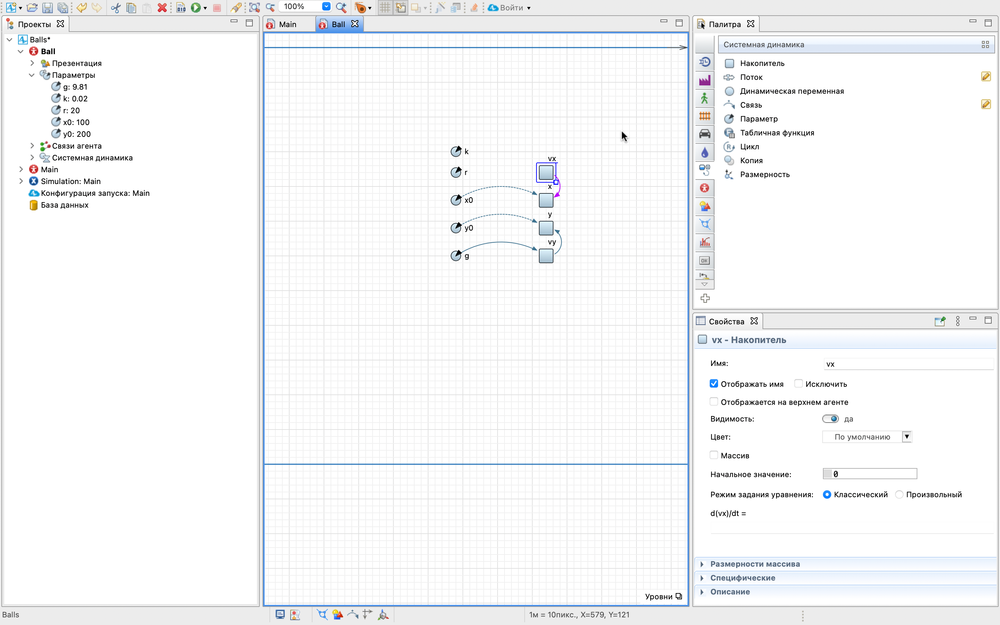 100%
Войти
Проекты
Balls*
Ball
Презентация
Параметры
g: 9.81
k: 0.02
r: 20
x0: 100
y0: 200
Связи агента
Системная динамика
Main
Simulation: Main
Конфигурация запуска: Main
База данных
Main
Ball
k
r
x0
y0
g
vx
x
y
vy
Уровни
Палитра
Системная динамика
Накопитель
Поток
Динамическая переменная
Связь
Параметр
Табличная функция
Цикл
Копия
Размерность
OK
Свойства
vx - Накопитель
Имя: vx
Отображать имя Исключить
Отображается на верхнем агенте
Видимость: да
Цвет: По умолчанию
Массив
Начальное значение: 0
Режим задания уравнения: Классический Произвольный
d(vx)/dt =
Размерности массива
Специфические
Описание
Balls
1м = 10пикс., X=579, Y=121